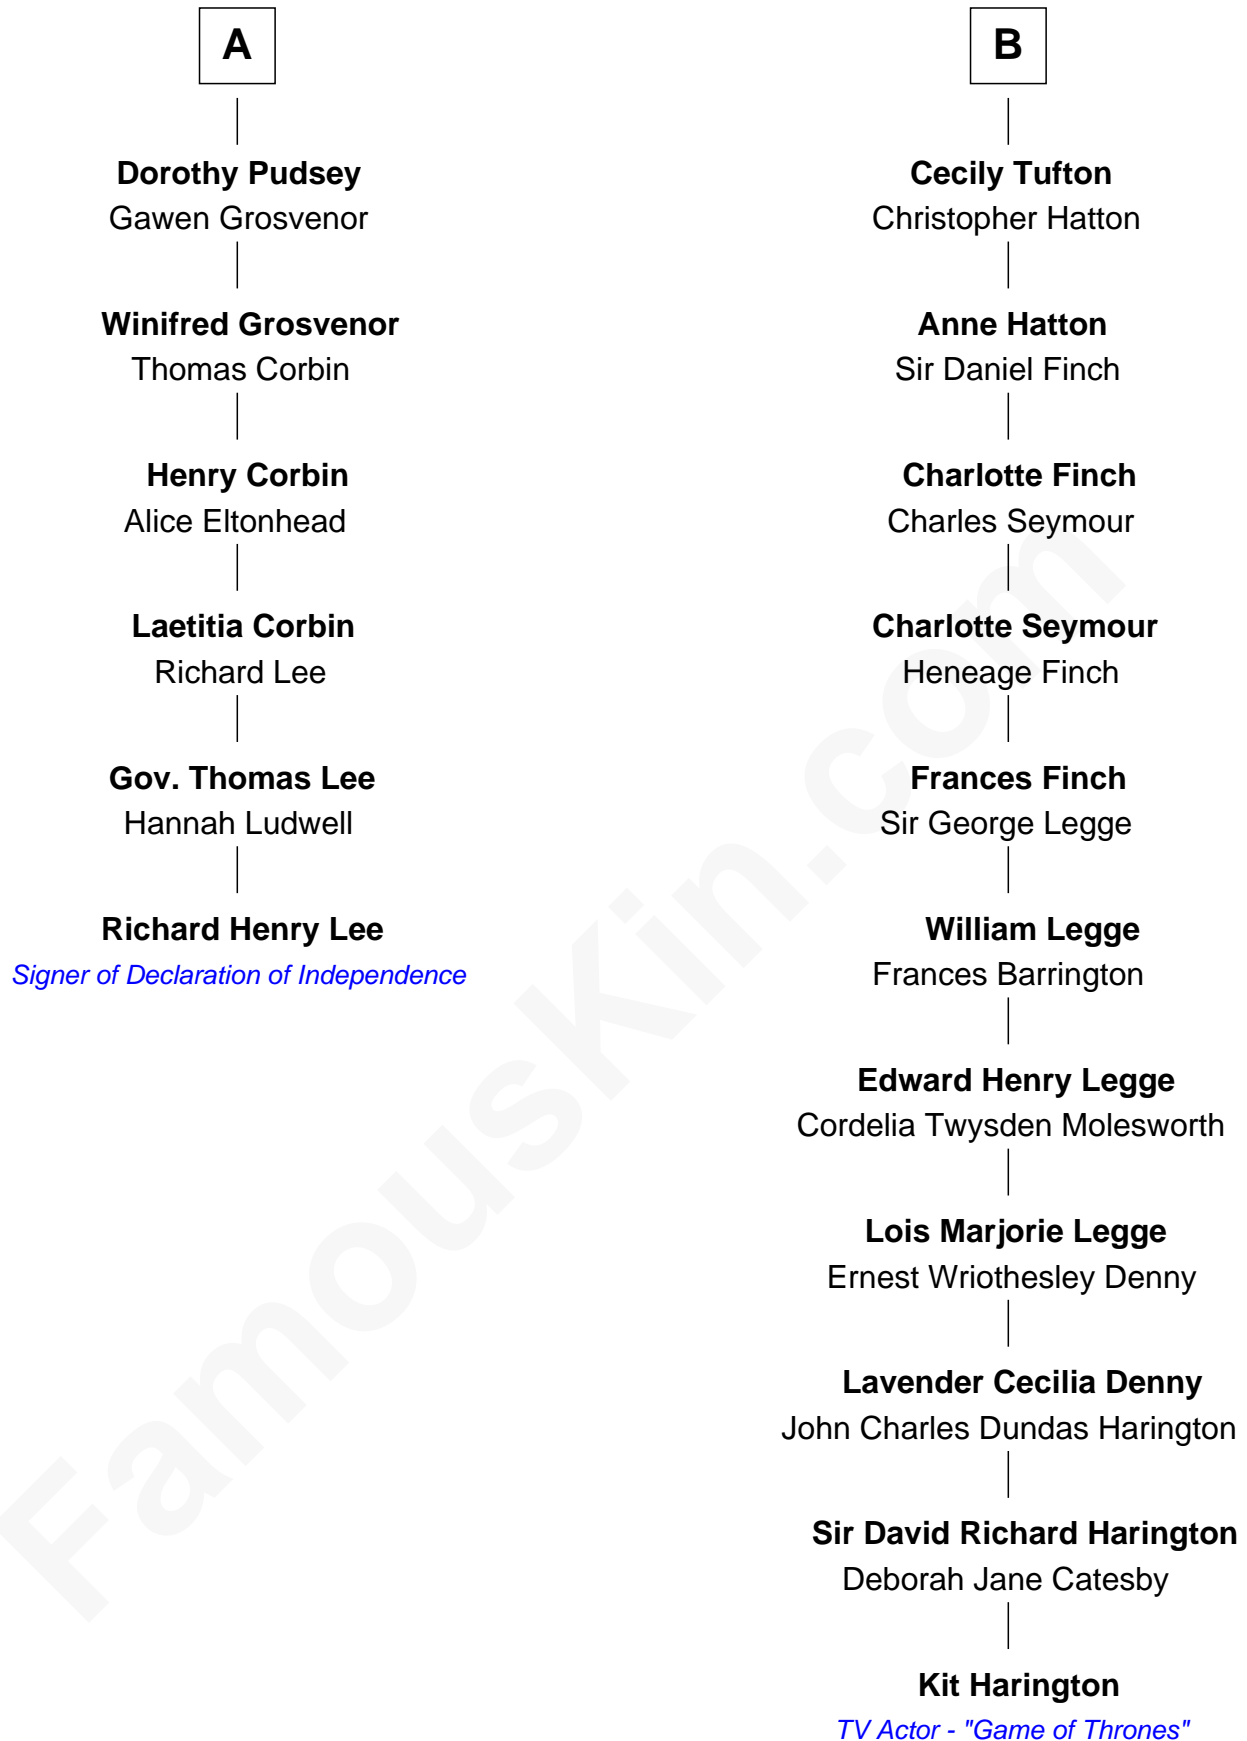 A
Dorothy Pudsey
Gawen Grosvenor
Winifred Grosvenor
Thomas Corbin
Henry Corbin
Alice Eltonhead
Laetitia Corbin
Richard Lee
Gov. Thomas Lee
Hannah Ludwell
Richard Henry Lee
Signer of Declaration of Independence
B
Cecily Tufton
Christopher Hatton
Anne Hatton
Sir Daniel Finch
Charlotte Finch
Charles Seymour
Charlotte Seymour
Heneage Finch
Frances Finch
Sir George Legge
William Legge
Frances Barrington
Edward Henry Legge
Cordelia Twysden Molesworth
Lois Marjorie Legge
Ernest Wriothesley Denny
Lavender Cecilia Denny
John Charles Dundas Harington
Sir David Richard Harington
Deborah Jane Catesby
Kit Harington
TV Actor - "Game of Thrones"
FamousKin.com